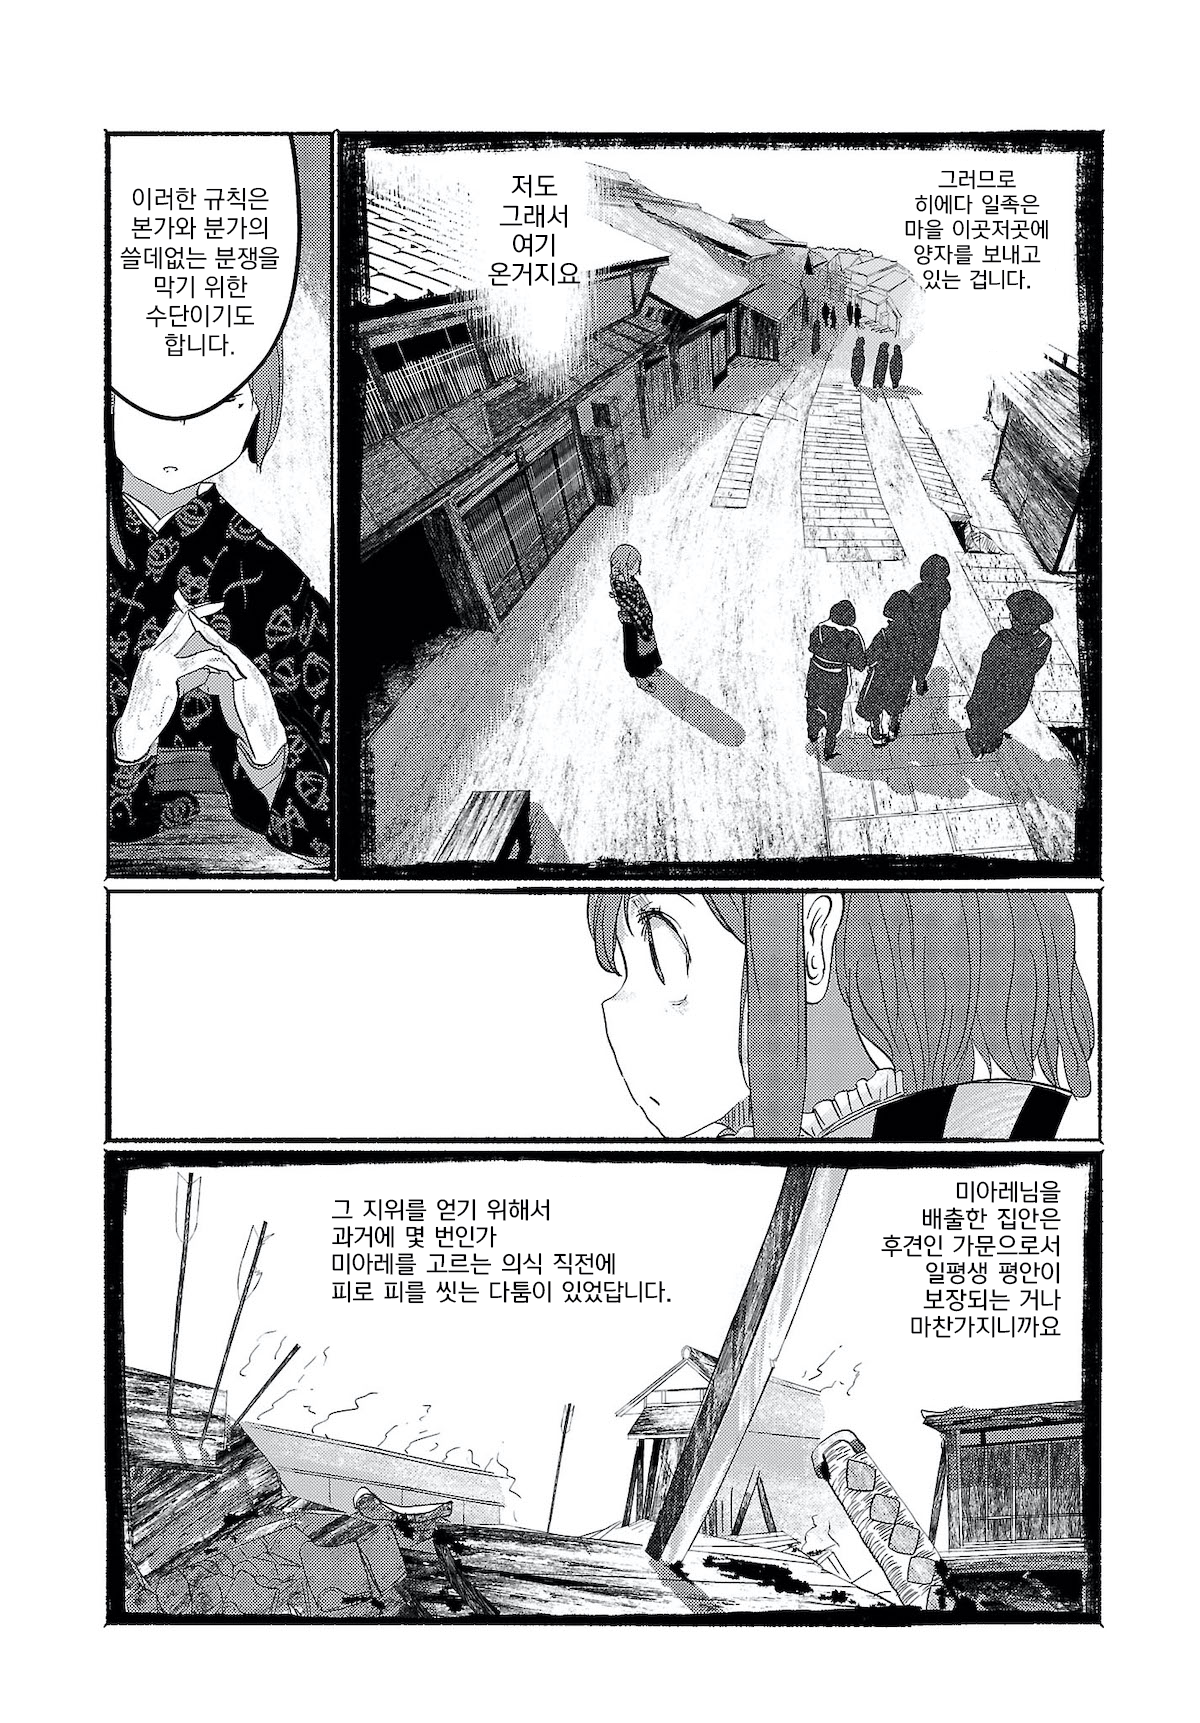 그러므로
히에다 일족은
마을 이곳저곳에
양자를 보내고
있는 겁니다.
저도
그래서
여기
온거지요
이러한 규칙은
본가와 분가의
쓸데없는 분쟁을
막기 위한
수단이기도
합니다.
미아레님을
배출한 집안은
후견인 가문으로서
일평생 평안이
보장되는 거나
마찬가지니까요
그 지위를 얻기 위해서
과거에 몇 번인가
미아레를 고르는 의식 직전에
피로 피를 씻는 다툼이 있었답니다.